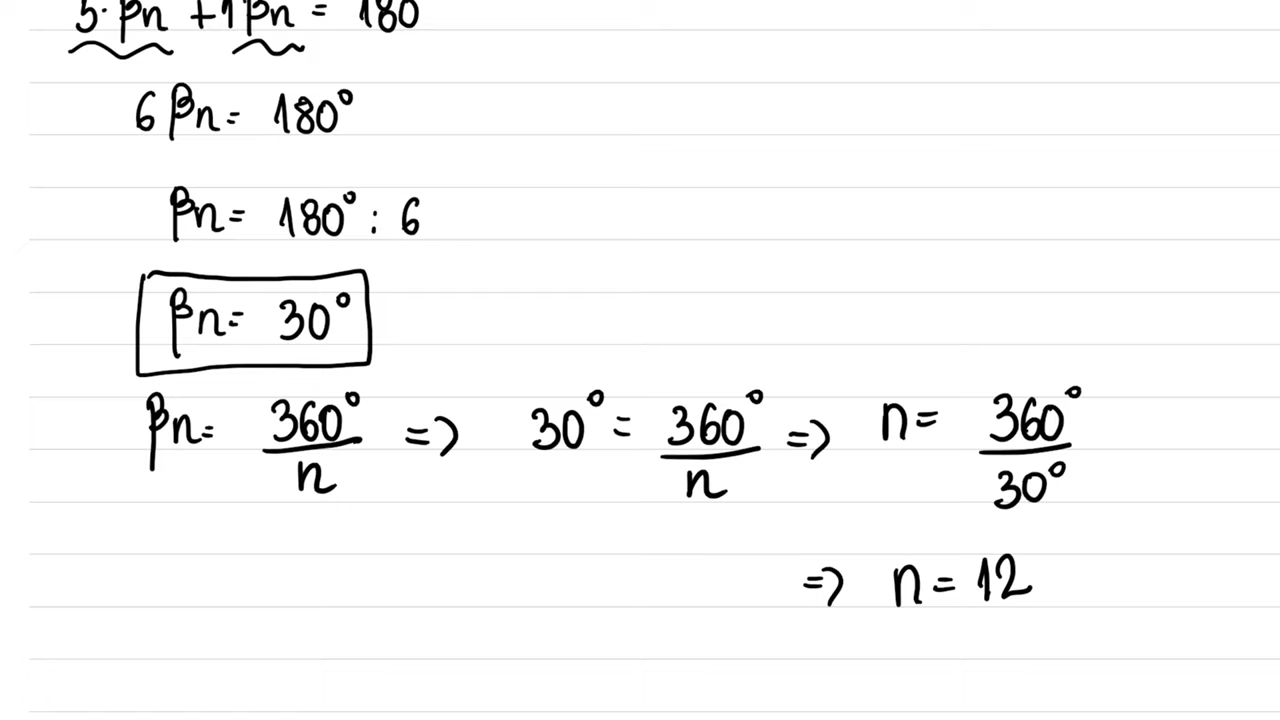 5·βn + 1βn = 180
6βn = 180°
βn = 180° : 6
βn = 30°
βn = 360°/n => 30° = 360°/n => n = 360°/30°
=> n = 12